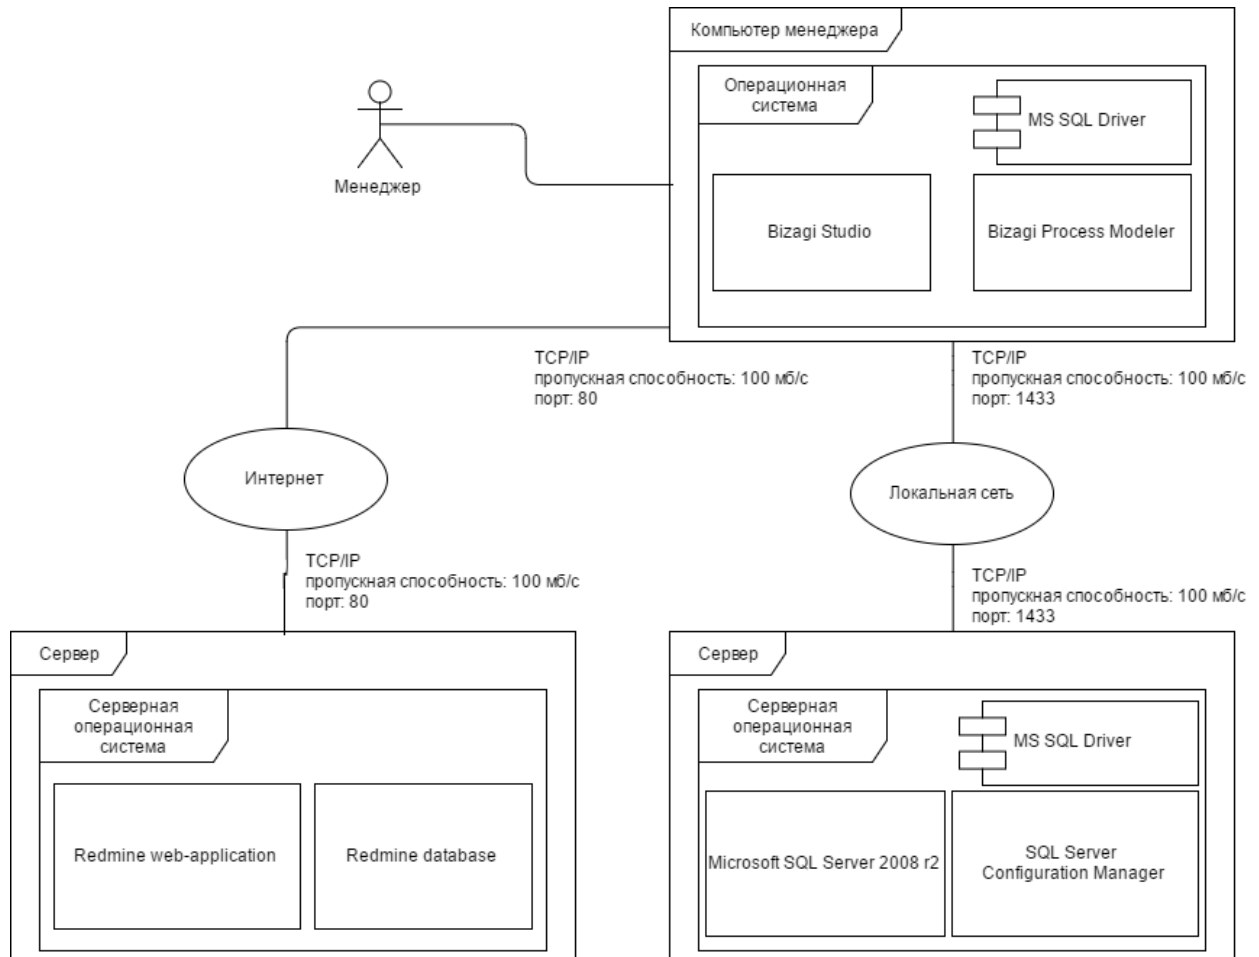 Компьютер менеджера
Операционная
система
MS SQL Driver
Менеджер
Bizagi Studio
Bizagi Process Modeler
TCP/IP
пропускная способность: 100 мб/с
порт: 80
TCP/IP
пропускная способность: 100 мб/с
порт: 1433
Интернет
Локальная сеть
TCP/IP
пропускная способность: 100 мб/с
порт: 80
TCP/IP
пропускная способность: 100 мб/с
порт: 1433
Сервер
Серверная
операционная
система
Redmine web-application
Redmine database
Сервер
Серверная
операционная
система
MS SQL Driver
Microsoft SQL Server 2008 r2
SQL Server
Configuration Manager